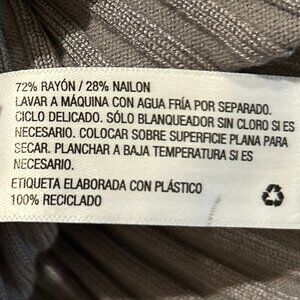 72% RAYÓN / 28% NAILON
LAVAR A MÁQUINA CON AGUA FRÍA POR SEPARADO.
CICLO DELICADO. SÓLO BLANQUEADOR SIN CLORO SI ES
NECESARIO. COLOCAR SOBRE SUPERFICIE PLANA PARA
SECAR. PLANCHAR A BAJA TEMPERATURA SI ES
NECESARIO.
ETIQUETA ELABORADA CON PLÁSTICO
100% RECICLADO